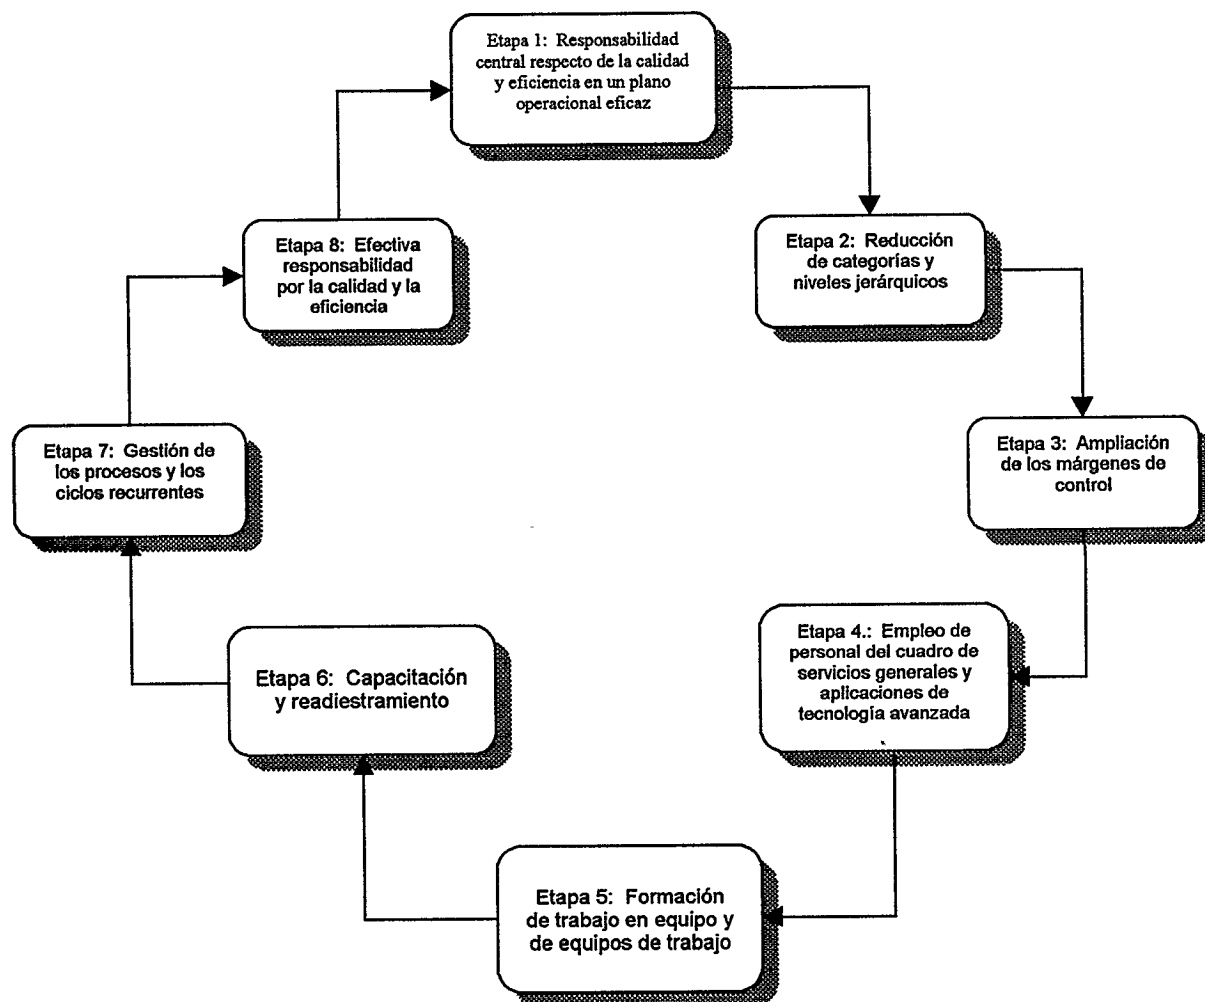 Etapa 1: Responsabilidad
central respecto de la calidad
y eficiencia en un plano
operacional eficaz
Etapa 2: Reducción
de categorías y
niveles jerárquicos
Etapa 3: Ampliación
de los márgenes de
control
Etapa 4.: Empleo de
personal del cuadro de
servicios generales y
aplicaciones de
tecnología avanzada
Etapa 5: Formación
de trabajo en equipo y
de equipos de trabajo
Etapa 6: Capacitación
y readiestramiento
Etapa 7: Gestión de
los procesos y los
ciclos recurrentes
Etapa 8: Efectiva
responsabilidad
por la calidad y la
eficiencia